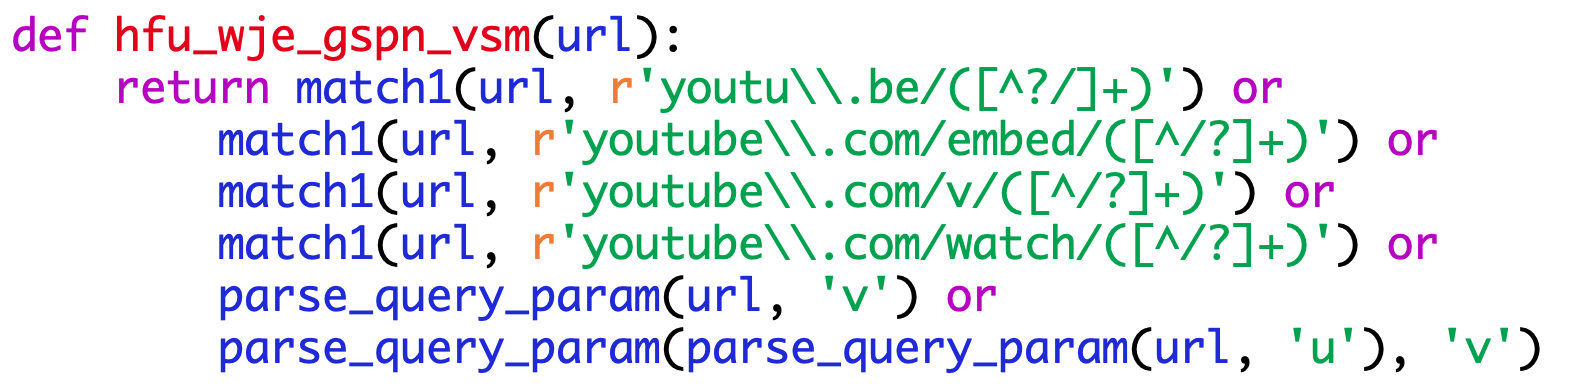 def hfu_wje_gspn_vsm(url):
    return match1(url, r'youtu\\.be/([^?/]+)') or
        match1(url, r'youtube\\.com/embed/([^/?]+)') or
        match1(url, r'youtube\\.com/v/([^/?]+)') or
        match1(url, r'youtube\\.com/watch/([^/?]+)') or
        parse_query_param(url, 'v') or
        parse_query_param(parse_query_param(url, 'u'), 'v')